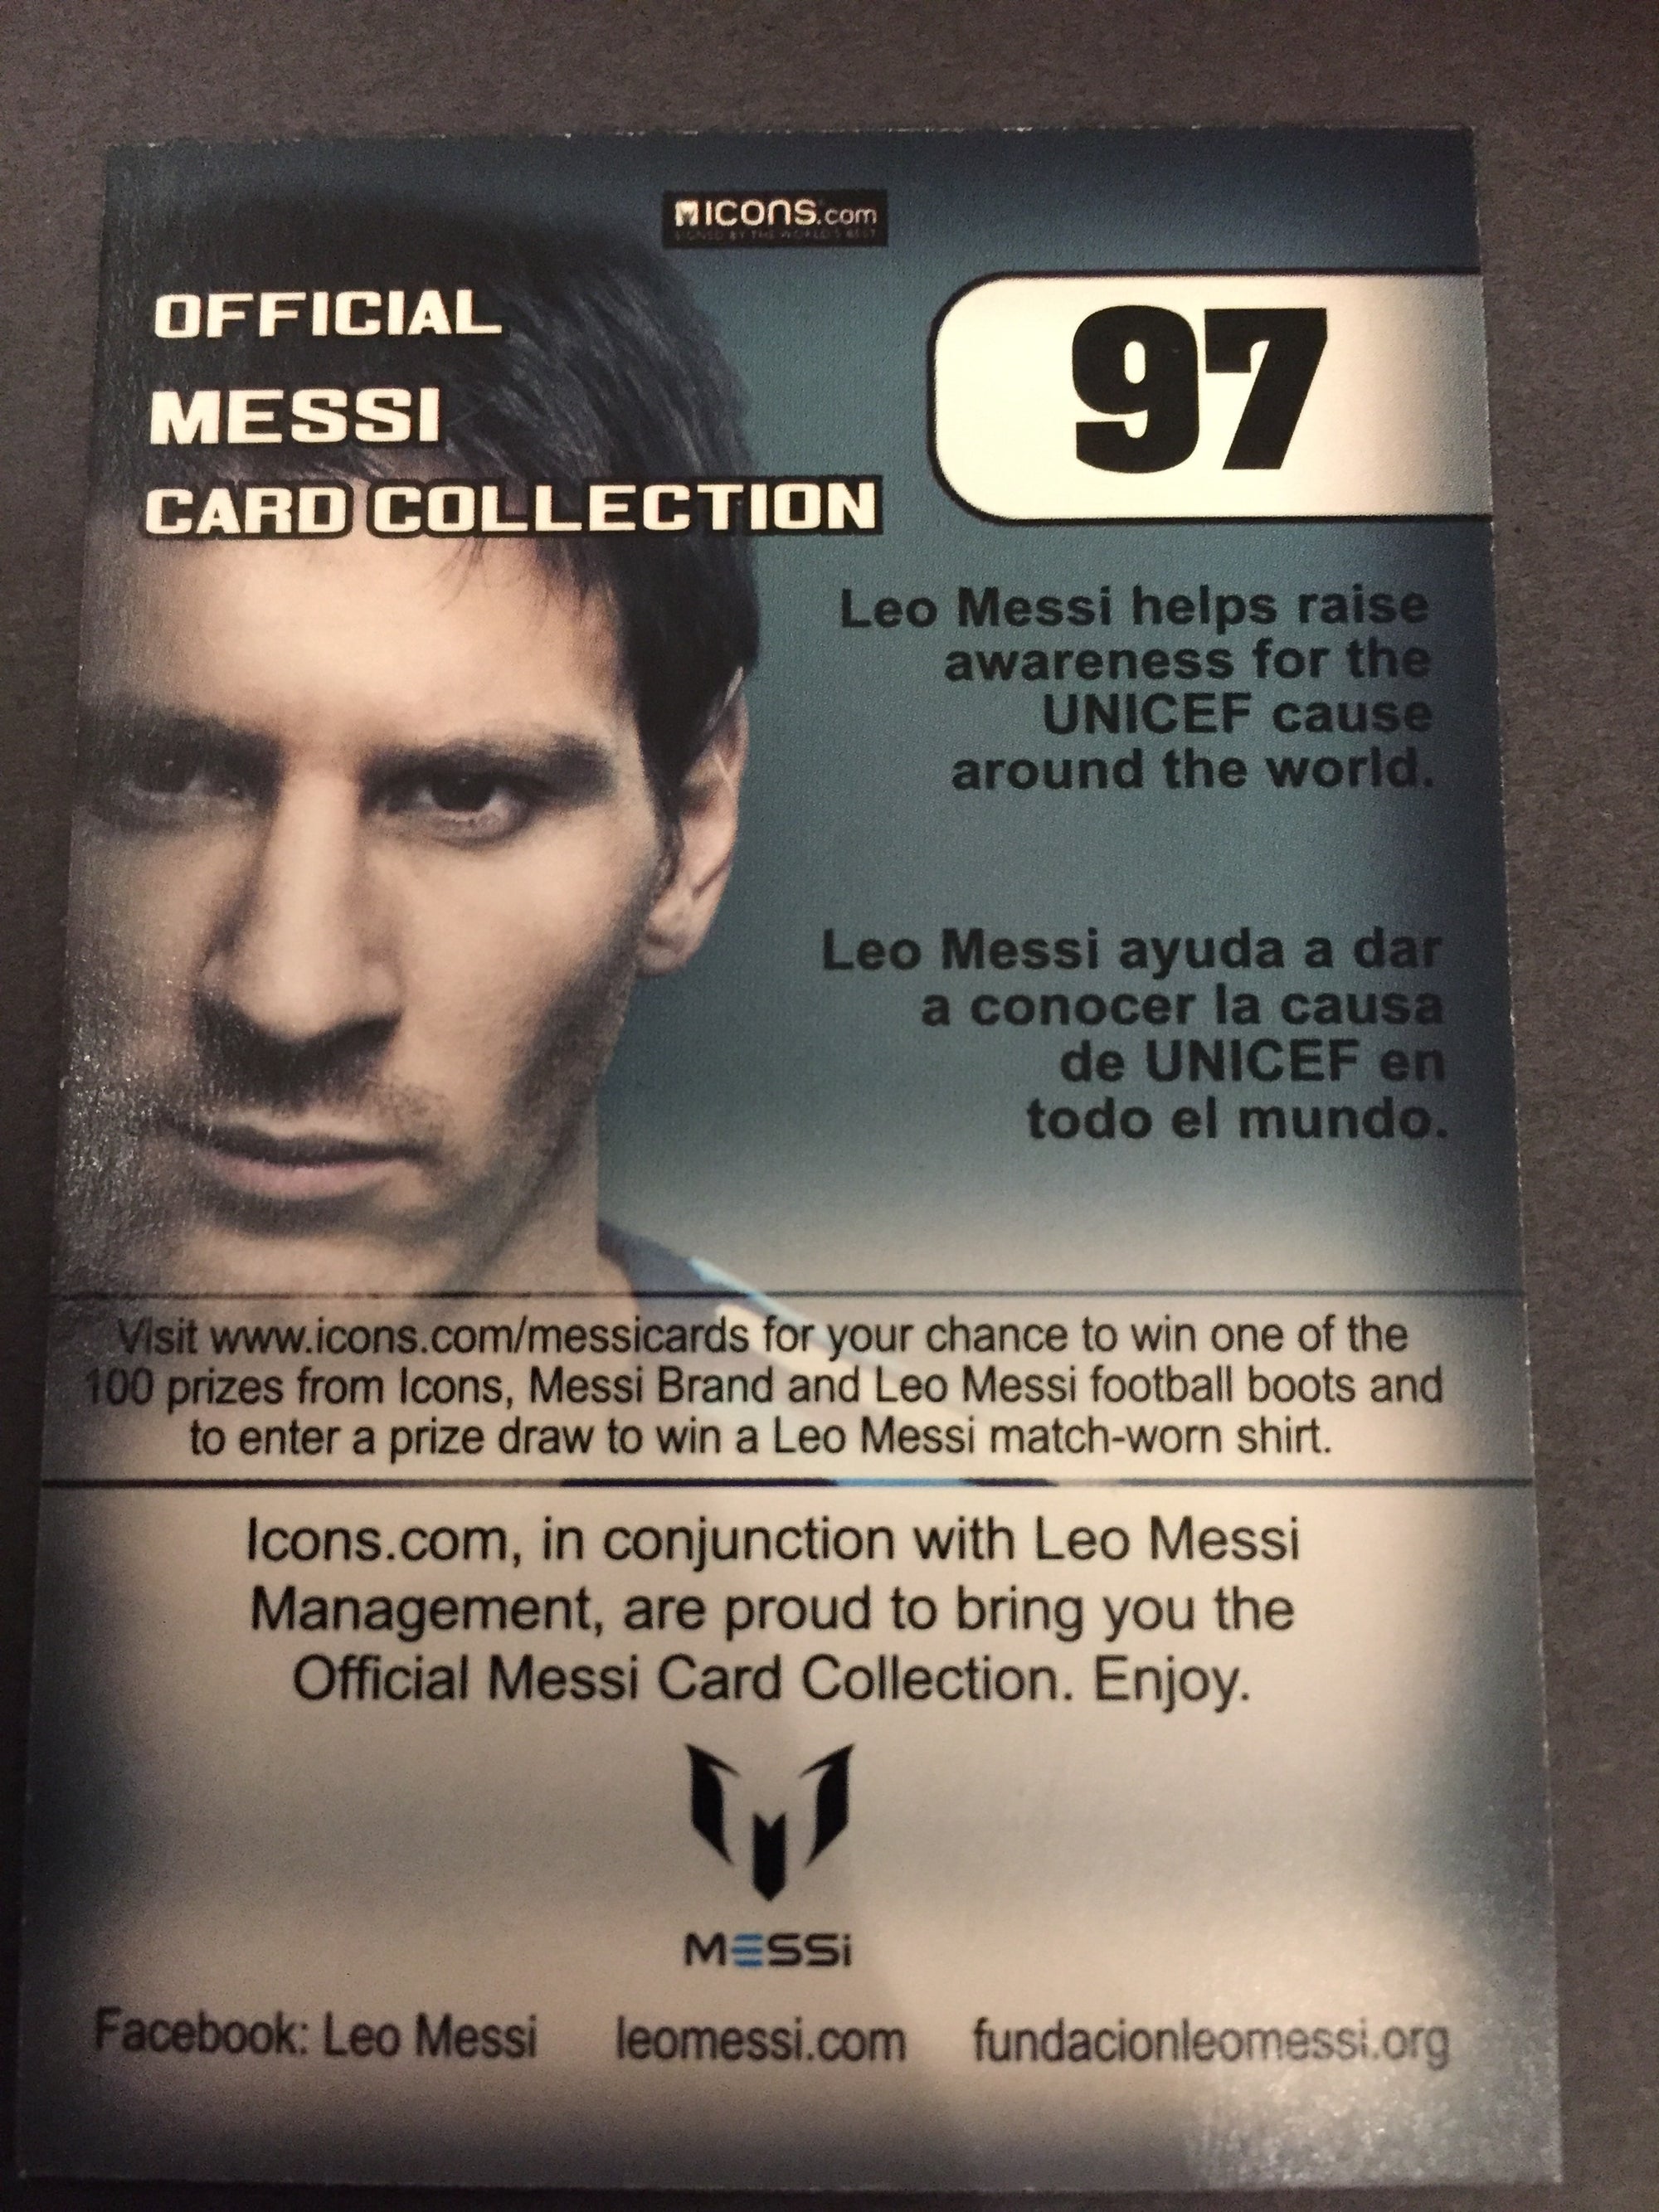 ICONS.com
SIGNED BY THE WORLD'S BEST
OFFICIAL
MESSI
CARD COLLECTION
97
Leo Messi helps raise
awareness for the
UNICEF cause
around the world.
Leo Messi ayuda a dar
a conocer la causa
de UNICEF en
todo el mundo.
Visit www.icons.com/messicards for your chance to win one of the
100 prizes from Icons, Messi Brand and Leo Messi football boots and
to enter a prize draw to win a Leo Messi match-worn shirt.
Icons.com, in conjunction with Leo Messi
Management, are proud to bring you the
Official Messi Card Collection. Enjoy.
MESSi
Facebook: Leo Messi leomessi.com fundacionleomessi.org